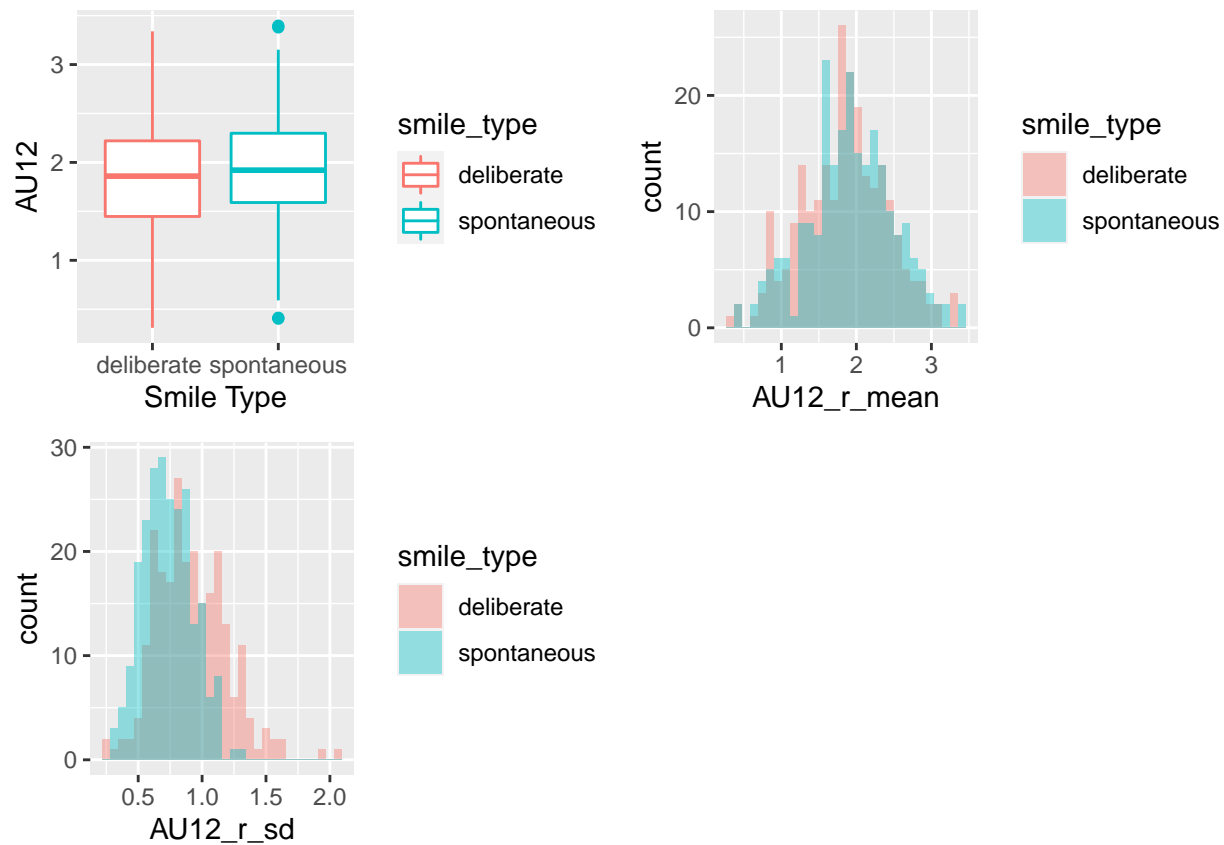 AU12
3
2
1
deliberate spontaneous
Smile Type
smile_type
deliberate
spontaneous
count
20
10
0
1 2 3
AU12_r_mean
smile_type
deliberate
spontaneous
count
30
20
10
0
0.5 1.0 1.5 2.0
AU12_r_sd
smile_type
deliberate
spontaneous